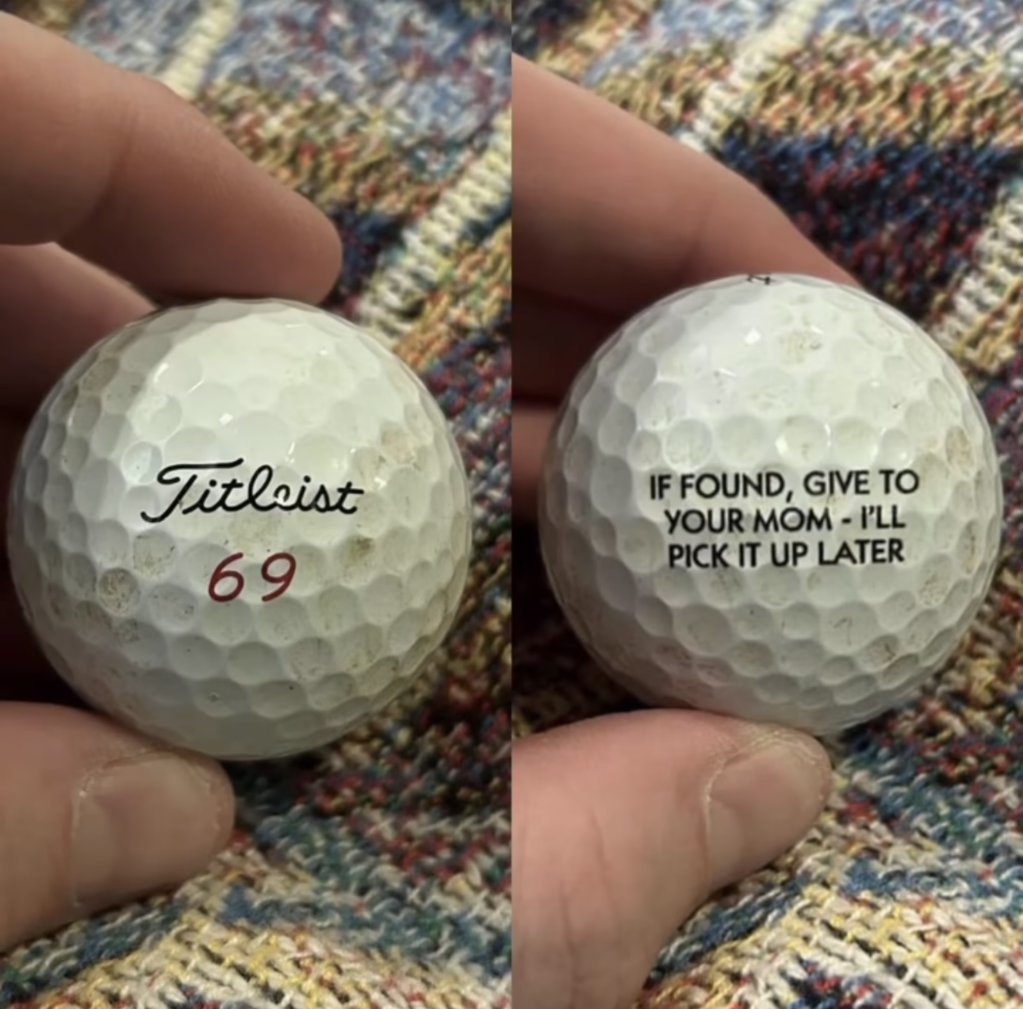 Titleist
69
IF FOUND, GIVE TO
YOUR MOM - I'LL
PICK IT UP LATER